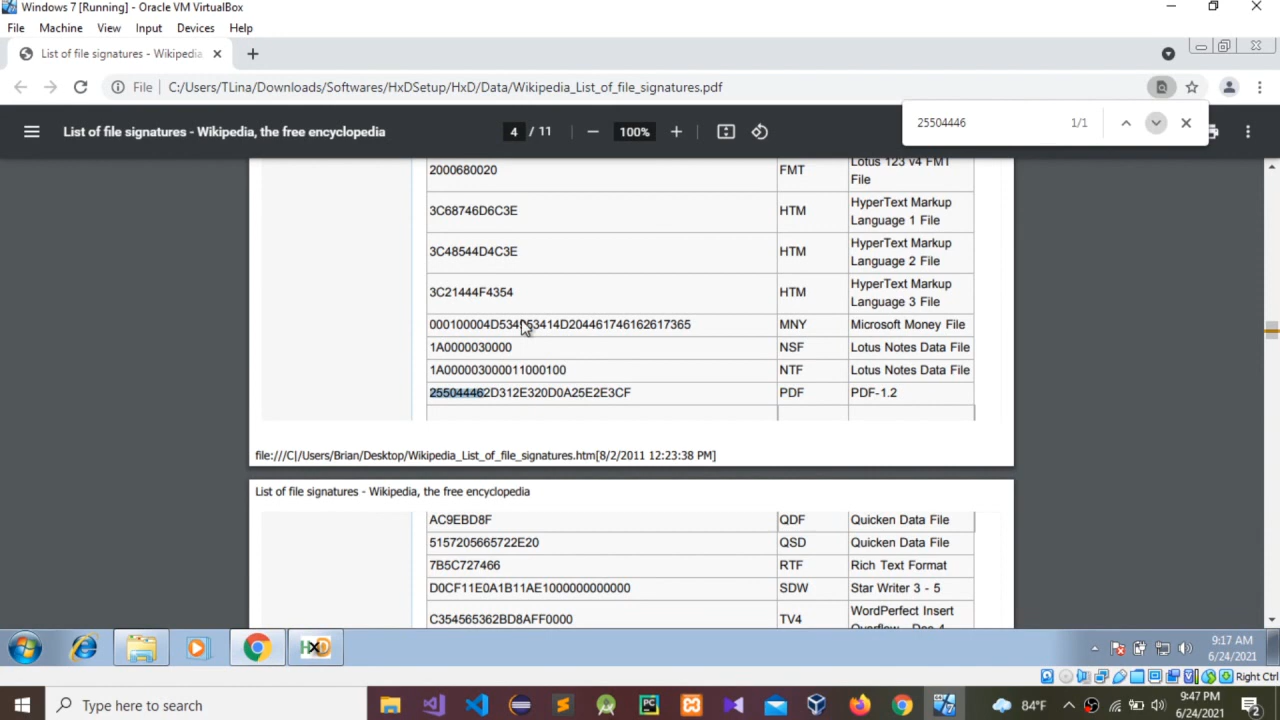 Windows 7 [Running] - Oracle VM VirtualBox
File Machine View Input Devices Help
List of file signatures - Wikipedia
File C:/Users/TLina/Downloads/Softwares/HxDSetup/HxD/Data/Wikipedia_List_of_file_signatures.pdf
25504446 1/1
List of file signatures - Wikipedia, the free encyclopedia 4 / 11 100%
2000680020 FMT Lotus 123 v4 FMT
File
3C68746D6C3E HTM HyperText Markup
Language 1 File
3C48544D4C3E HTM HyperText Markup
Language 2 File
3C21444F4354 HTM HyperText Markup
Language 3 File
MNY Microsoft Money File
1A0000030000 NSF Lotus Notes Data File
1A000003000011000100 NTF Lotus Notes Data File
255044462D312E320D0A25E2E3CF PDF PDF-1.2
file:///C|/Users/Brian/Desktop/Wikipedia_List_of_file_signatures.htm[8/2/2011 12:23:38 PM]
List of file signatures - Wikipedia, the free encyclopedia
AC9EBD8F QDF Quicken Data File
5157205665722E20 QSD Quicken Data File
7B5C727466 RTF Rich Text Format
D0CF11E0A1B11AE1000000000000 SDW Star Writer 3 - 5
C354565362BD8AFF0000 TV4 WordPerfect Insert
9:17 AM
6/24/2021
Right Ctrl
Type here to search
84°F
9:47 PM
6/24/2021
2